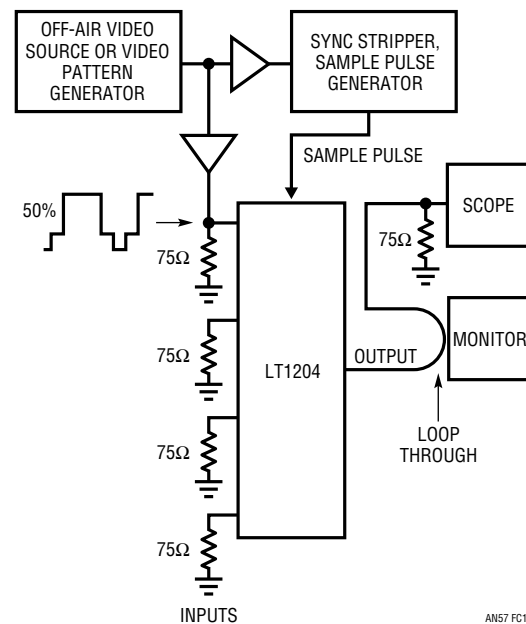 OFF-AIR VIDEO
SOURCE OR VIDEO
PATTERN
GENERATOR
SYNC STRIPPER,
SAMPLE PULSE
GENERATOR
SAMPLE PULSE
50%
75Ω
75Ω
75Ω
75Ω
INPUTS
LT1204
OUTPUT
75Ω
SCOPE
MONITOR
LOOP
THROUGH
AN57 FC1